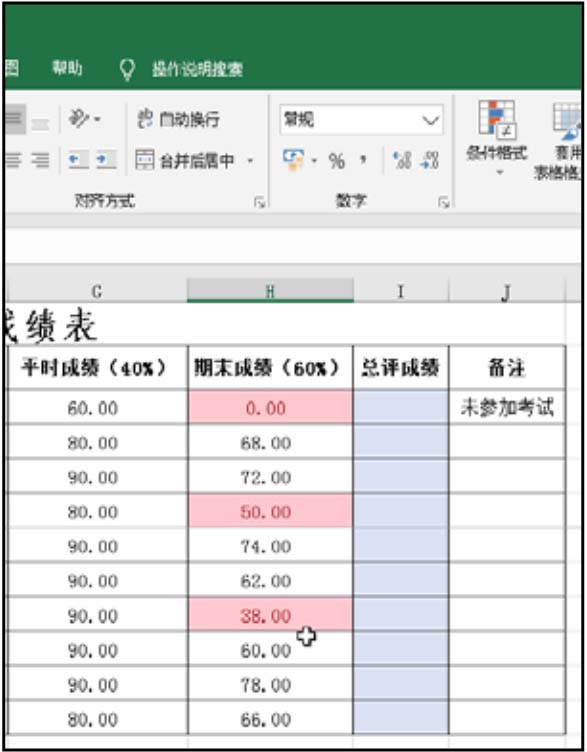 图 帮助 操作说明搜索
自动换行 常规
合并后居中 % 条件格式 套用
表格格
对齐方式 数字
G H I J
成绩表
平时成绩（40%） 期末成绩（60%） 总评成绩 备注
60.00 0.00 未参加考试
80.00 68.00
90.00 72.00
80.00 50.00
90.00 74.00
90.00 62.00
90.00 38.00
90.00 60.00
90.00 78.00
80.00 66.00